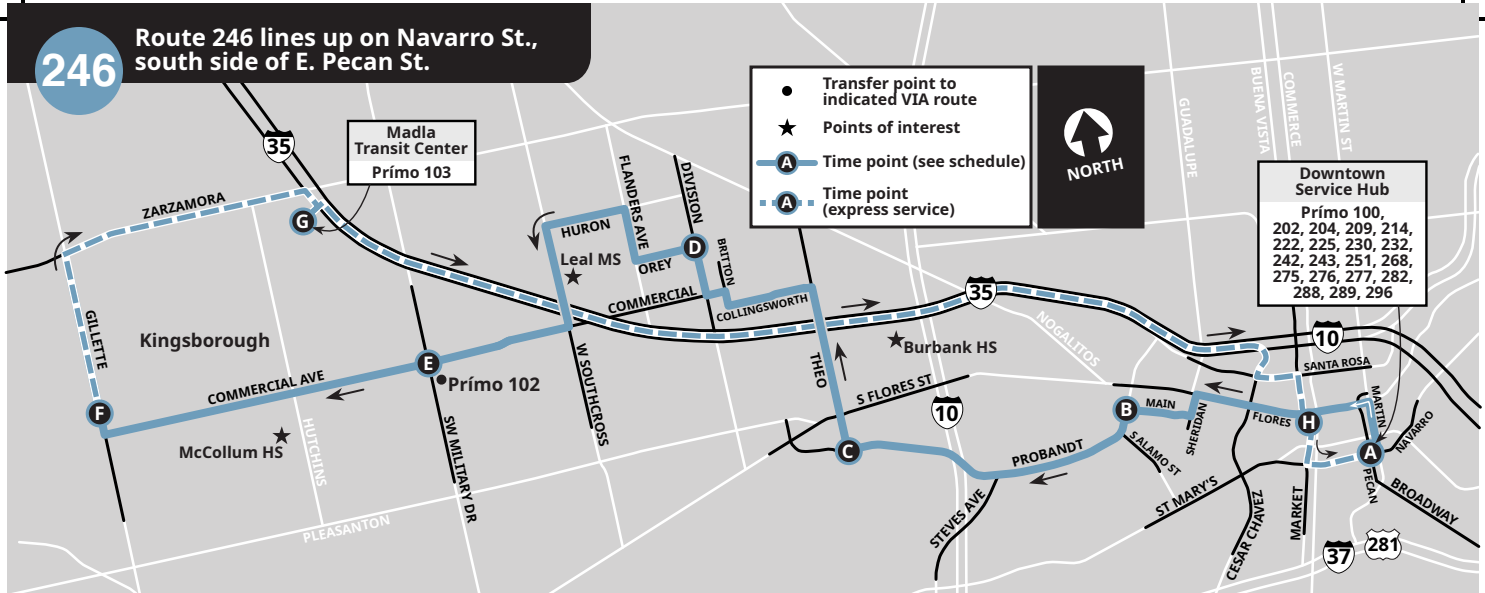 246
Route 246 lines up on Navarro St.,
south side of E. Pecan St.
Transfer point to
indicated VIA route
Points of interest
A
Time point (see schedule)
A
Time point
(express service)
NORTH
Madla
Transit Center
Prímo 103
Downtown
Service Hub
Prímo 100,
202, 204, 209, 214,
222, 225, 230, 232,
242, 243, 251, 268,
275, 276, 277, 282,
288, 289, 296
35
ZARZAMORA
G
GILLETTE
Kingsborough
F
COMMERCIAL AVE
McCollum HS
HUTCHINS
PLEASANTON
E
Prímo 102
SW MILITARY DR
HURON
Leal MS
FLANDERS AVE
OREY
DIVISION
D
BRITTON
COMMERCIAL
COLLINGSWORTH
W SOUTHCROSS
THEO
Burbank HS
35
S FLORES ST
10
C
NOGALITOS
PROBANDT
STEVES AVE
B
MAIN
SALAMO ST
SHERIDAN
ST MARY'S
CESAR CHAVEZ
FLORES
H
SANTA ROSA
10
MARKET
MARTIN
NAVARRO
A
PECAN
BROADWAY
37
281
GUADALUPE
BUENA VISTA
COMMERCE
W MARTIN ST